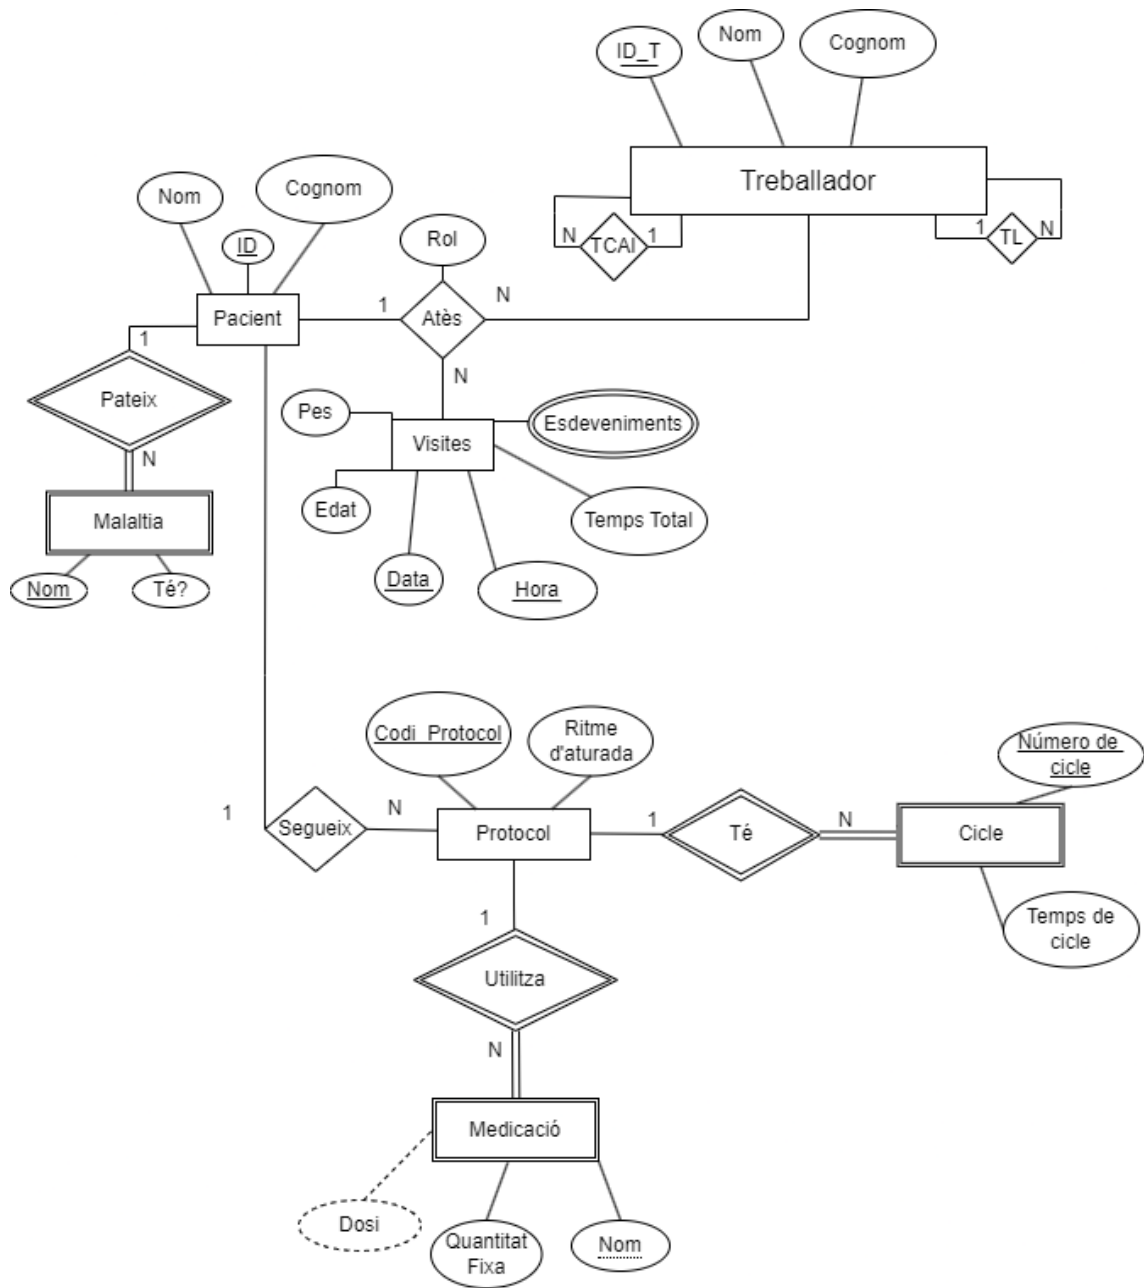 ID_T
Nom
Cognom
Treballador
N
TCAI
1
1
TL
N
Nom
Cognom
ID
Rol
Pacient
1
Atès
N
N
1
Pateix
N
Malaltia
Nom
Té?
Pes
Visites
Esdeveniments
Edat
Temps Total
Data
Hora
Codi_Protocol
Ritme
d'aturada
Número de
cicle
1
Segueix
N
Protocol
1
Té
N
Cicle
Temps de
cicle
1
Utilitza
N
Medicació
Dosi
Quantitat
Fixa
Nom